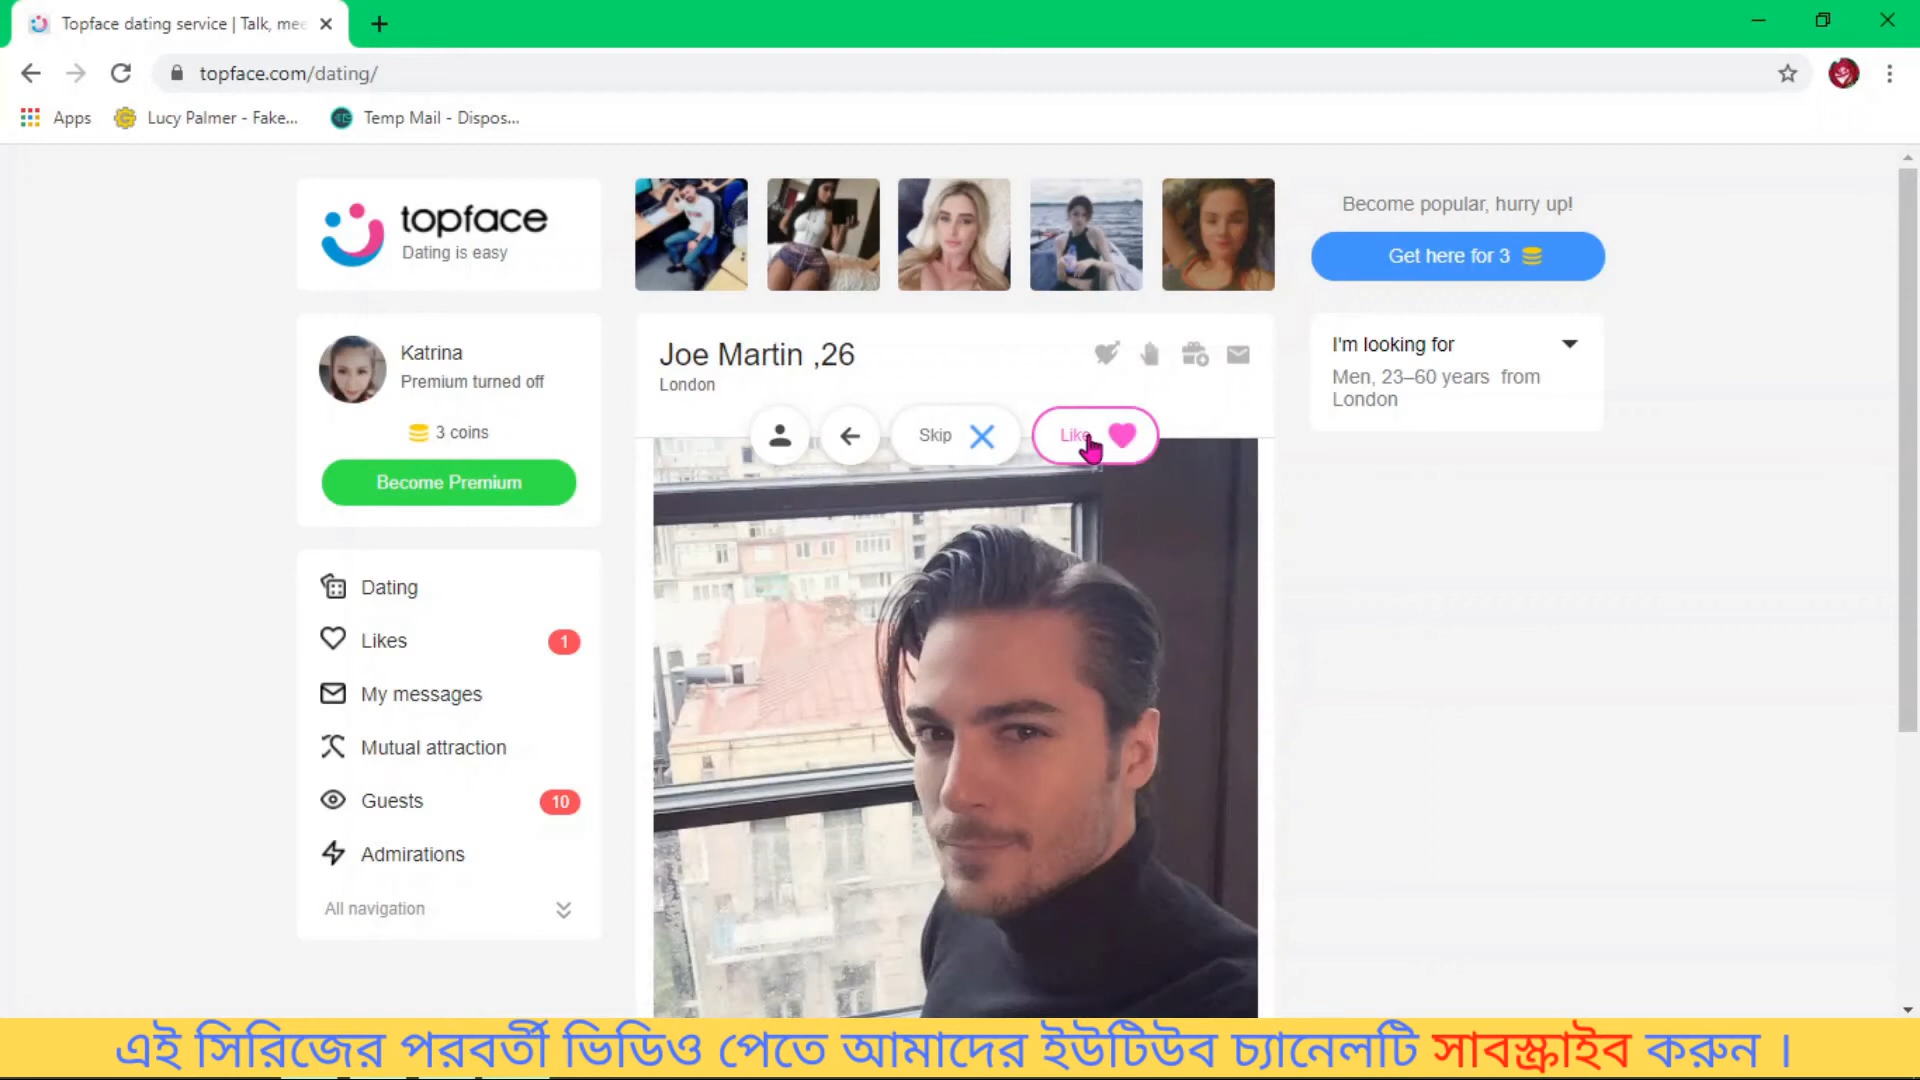 Topface dating service | Talk, mee
topface.com/dating/
Apps
Lucy Palmer - Fake...
Temp Mail - Dispos...
topface
Dating is easy
Become popular, hurry up!
Get here for 3
Katrina
Premium turned off
3 coins
Become Premium
Joe Martin ,26
London
Skip
Like
I'm looking for
Men, 23–60 years from
London
Dating
Likes
1
My messages
Mutual attraction
Guests
10
Admirations
All navigation
এই সিরিজের পরবর্তী ভিডিও পেতে আমাদের ইউটিউব চ্যানেলটি সাবস্ক্রাইব করুন ।